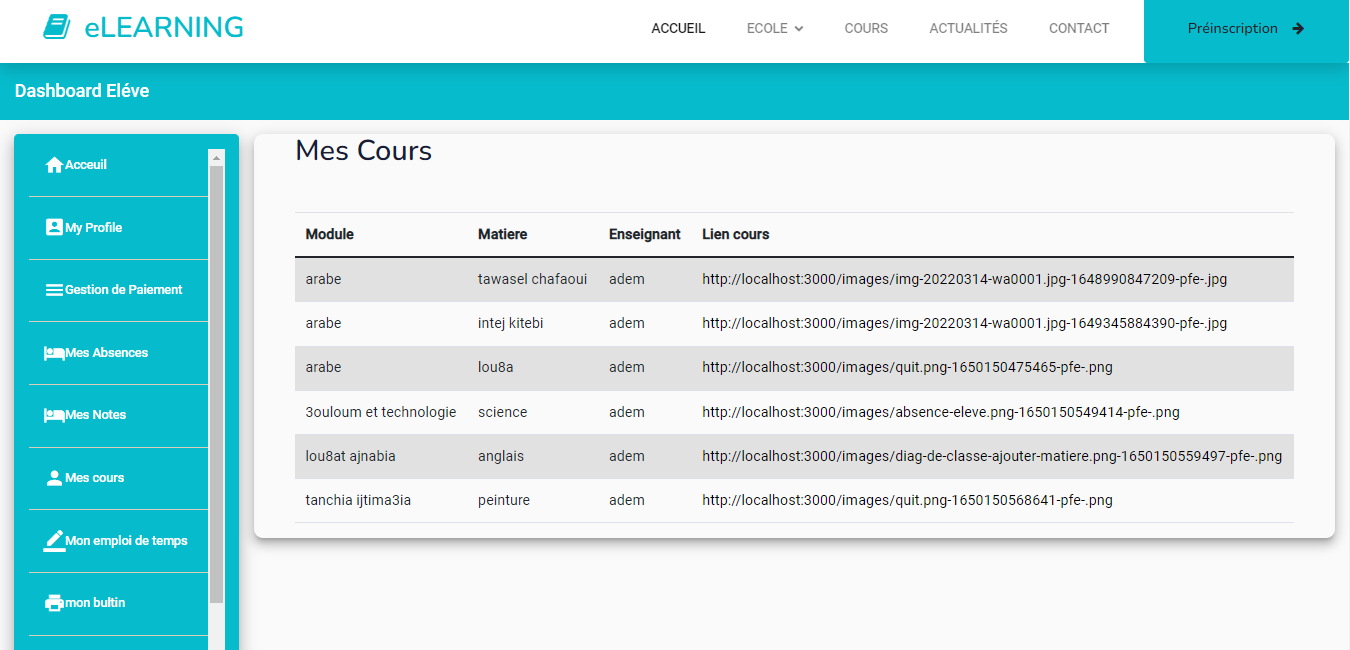 eLEARNING
ACCUEIL ECOLE COURS ACTUALITÉS CONTACT Préinscription
Dashboard Eléve
Acceuil
My Profile
Gestion de Paiement
Mes Absences
Mes Notes
Mes cours
Mon emploi de temps
mon bultin
Mes Cours
Module Matiere Enseignant Lien cours
arabe tawasel chafaoui adem http://localhost:3000/images/img-20220314-wa0001.jpg-1648990847209-pfe-.jpg
arabe intej kitebi adem http://localhost:3000/images/img-20220314-wa0001.jpg-1649345884390-pfe-.jpg
arabe lou8a adem http://localhost:3000/images/quit.png-1650150475465-pfe-.png
3ouloum et technologie science adem http://localhost:3000/images/absence-eleve.png-1650150549414-pfe-.png
lou8at ajnabia anglais adem http://localhost:3000/images/diag-de-classe-ajouter-matiere.png-1650150559497-pfe-.png
tanchia ijtima3ia peinture adem http://localhost:3000/images/quit.png-1650150568641-pfe-.png